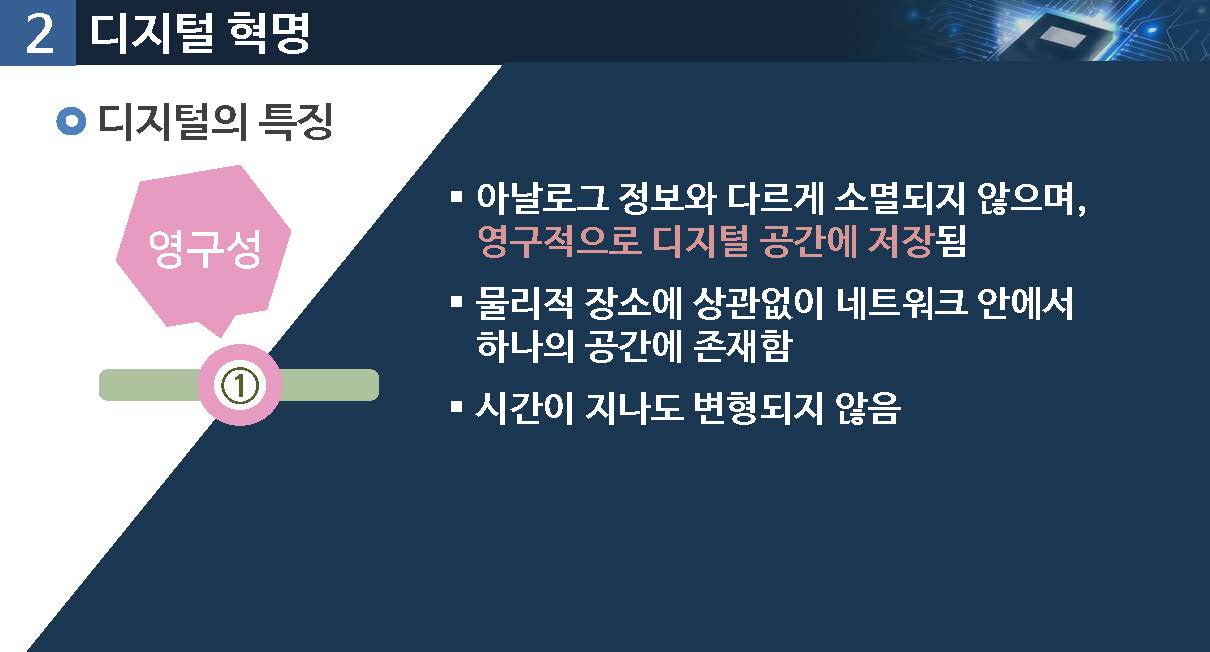 2 디지털 혁명
디지털의 특징
영구성
①
▪ 아날로그 정보와 다르게 소멸되지 않으며,
영구적으로 디지털 공간에 저장됨
▪ 물리적 장소에 상관없이 네트워크 안에서
하나의 공간에 존재함
▪ 시간이 지나도 변형되지 않음